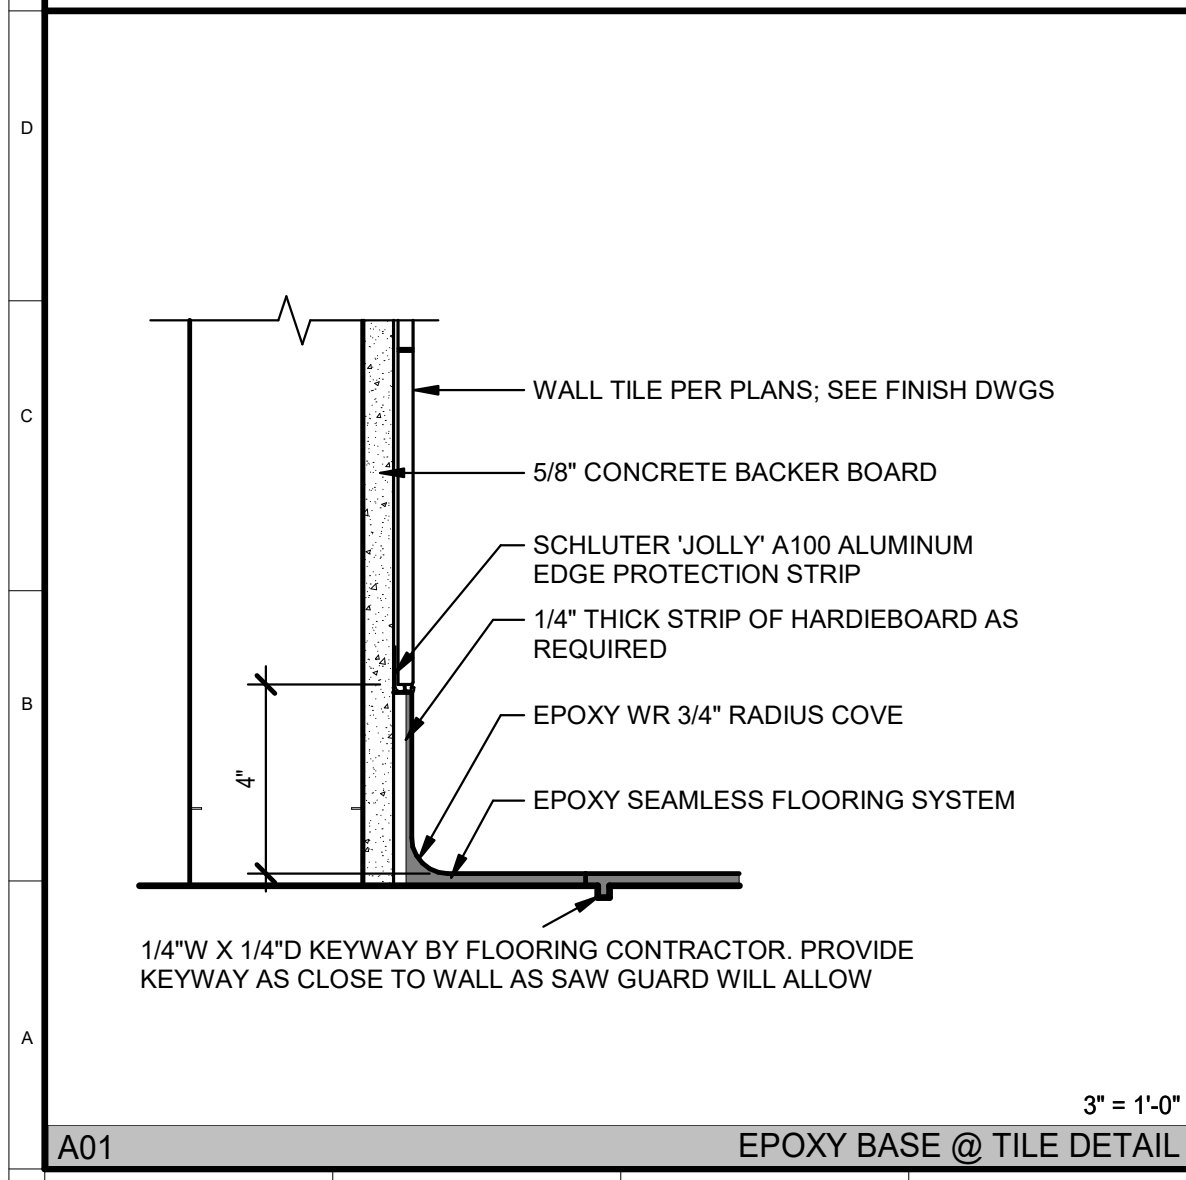 D
C
B
A
WALL TILE PER PLANS; SEE FINISH DWGS
5/8" CONCRETE BACKER BOARD
SCHLUTER 'JOLLY' A100 ALUMINUM
EDGE PROTECTION STRIP
1/4" THICK STRIP OF HARDIEBOARD AS
REQUIRED
EPOXY WR 3/4" RADIUS COVE
4"
EPOXY SEAMLESS FLOORING SYSTEM
1/4"W X 1/4"D KEYWAY BY FLOORING CONTRACTOR. PROVIDE
KEYWAY AS CLOSE TO WALL AS SAW GUARD WILL ALLOW
3" = 1'-0"
A01
EPOXY BASE @ TILE DETAIL